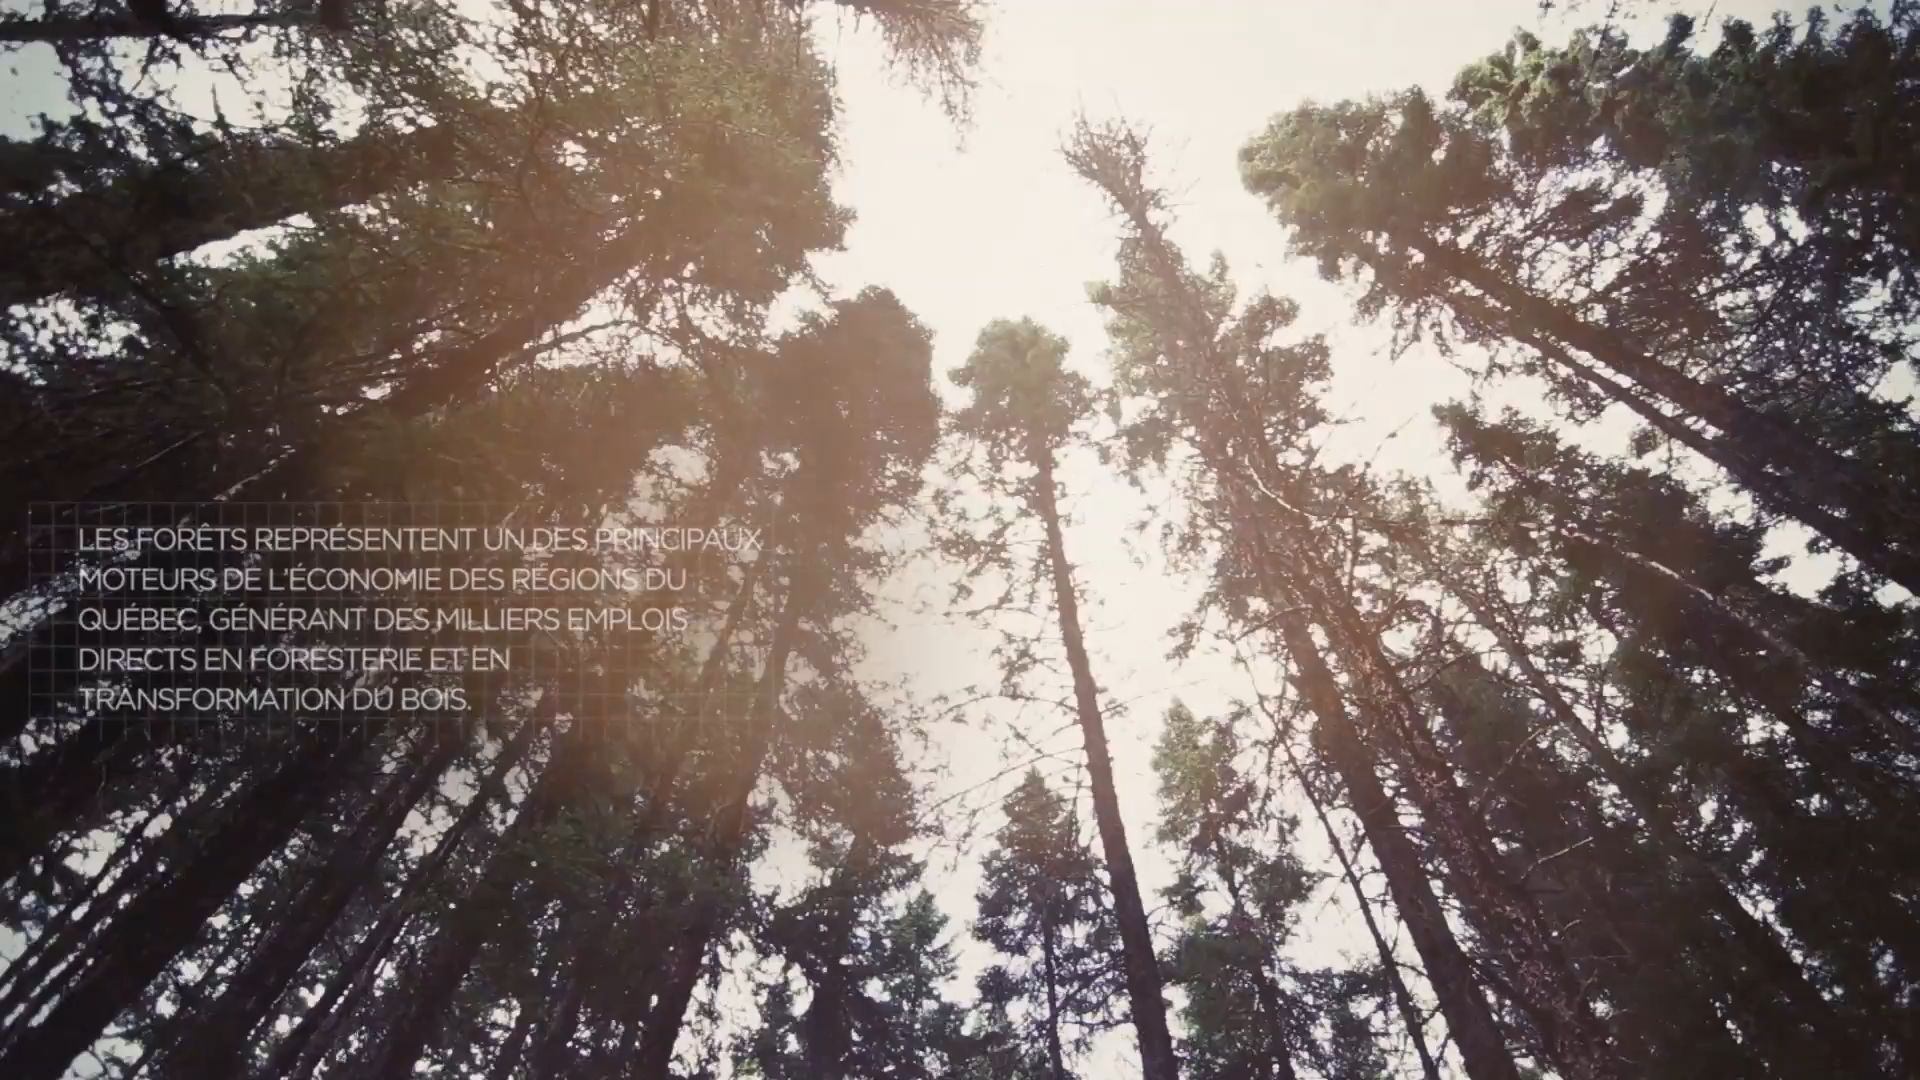 LES FORÊTS REPRÉSENTENT UN DES PRINCIPAUX
MOTEURS DE L'ÉCONOMIE DES RÉGIONS DU
QUÉBEC, GÉNÉRANT DES MILLIERS EMPLOIS
DIRECTS EN FORESTERIE ET EN
TRANSFORMATION DU BOIS.